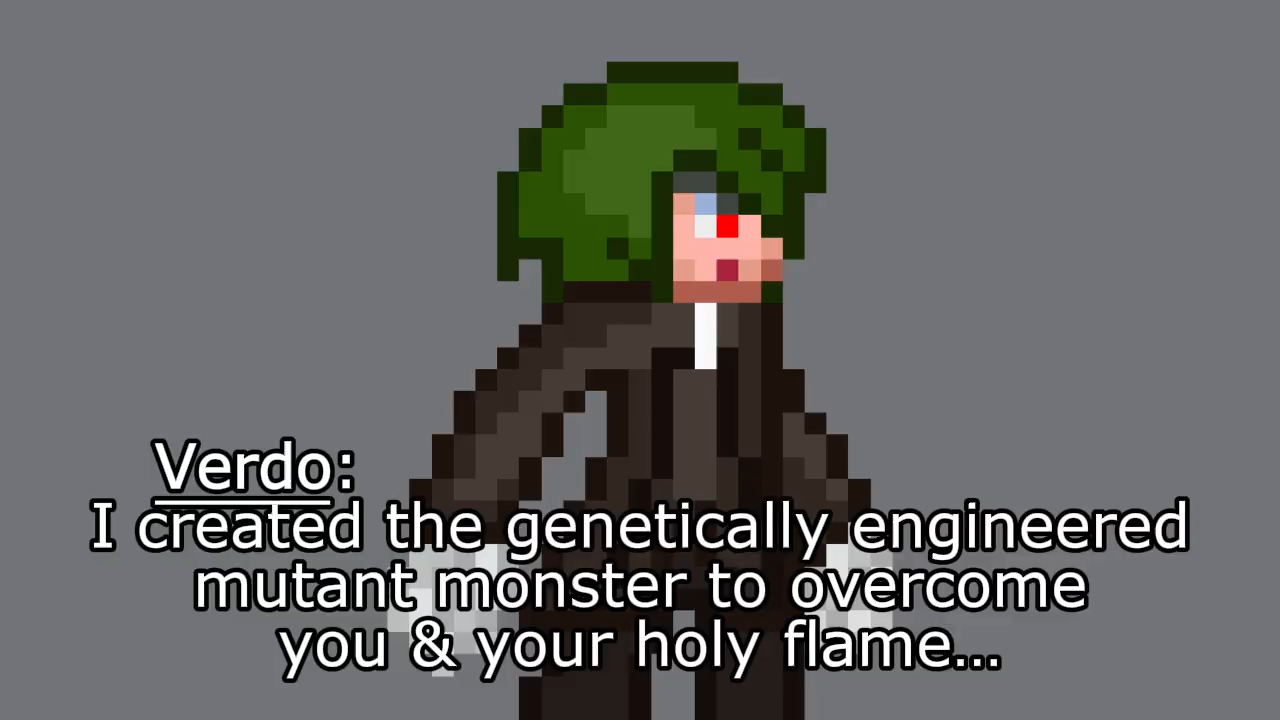 Verdo:
I created the genetically engineered
mutant monster to overcome
you & your holy flame...